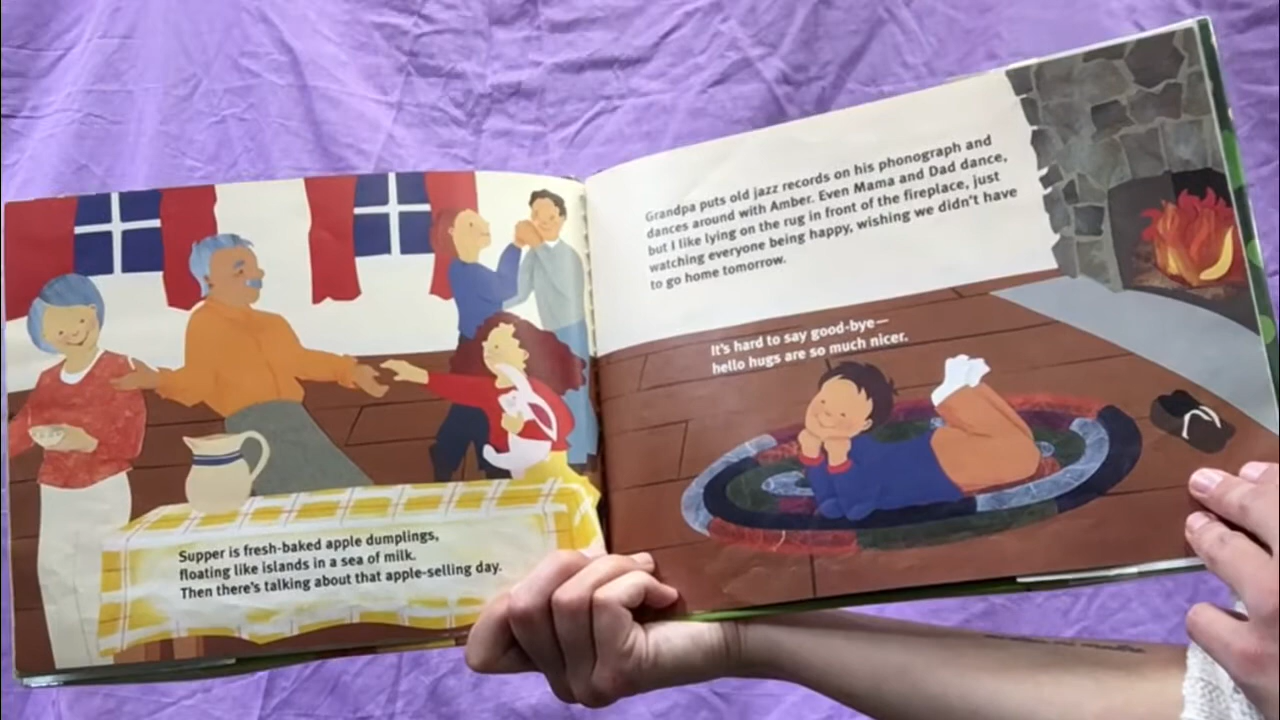 Supper is fresh-baked apple dumplings,
floating like islands in a sea of milk.
Then there's talking about that apple-selling day.
Grandpa puts old jazz records on his phonograph and
dances around with Amber. Even Mama and Dad dance,
but I like lying on the rug in front of the fireplace, just
watching everyone being happy, wishing we didn't have
to go home tomorrow.
It's hard to say good-bye—
hello hugs are so much nicer.